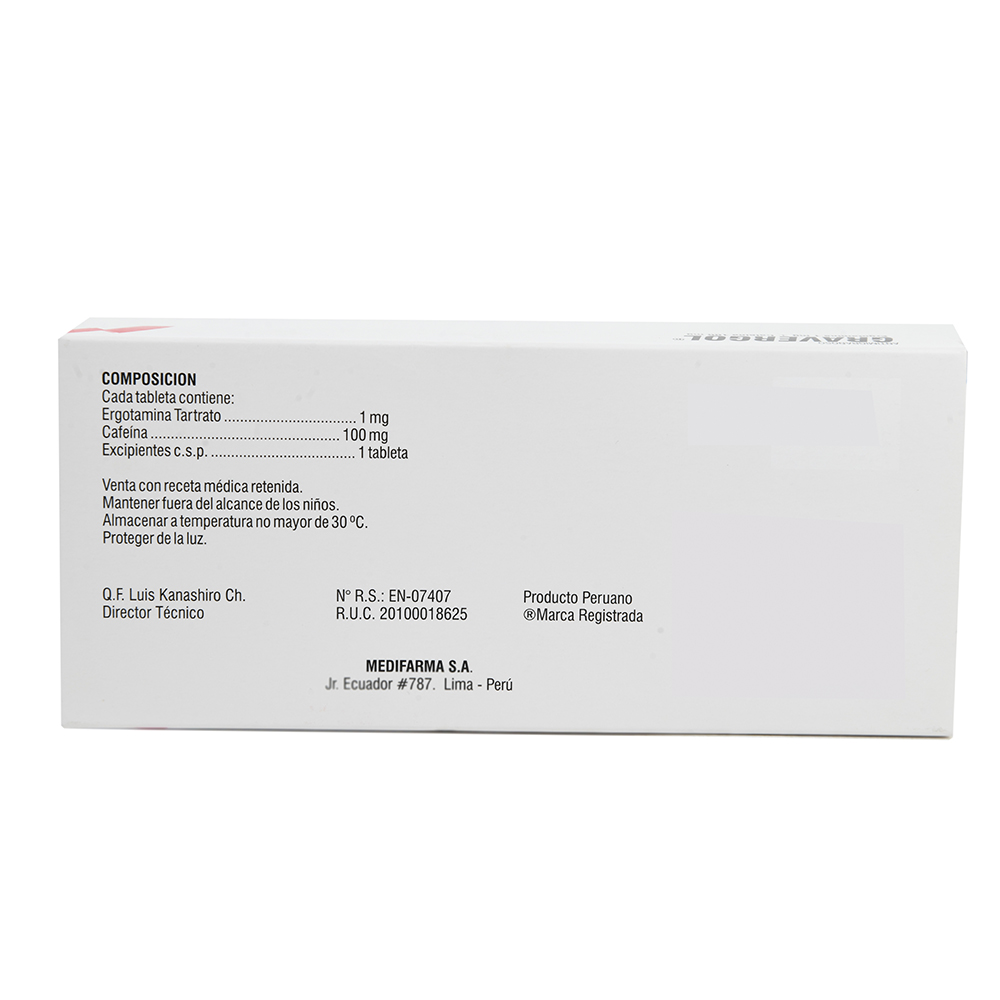 GRAVERGOL®
COMPOSICION
Cada tableta contiene:
Ergotamina Tartrato ................................. 1 mg
Cafeína ............................................... 100 mg
Excipientes c.s.p. .................................... 1 tableta
Venta con receta médica retenida.
Mantener fuera del alcance de los niños.
Almacenar a temperatura no mayor de 30 ºC.
Proteger de la luz.
Q.F. Luis Kanashiro Ch.
Director Técnico
N° R.S.: EN-07407
R.U.C. 20100018625
Producto Peruano
®Marca Registrada
MEDIFARMA S.A.
Jr. Ecuador #787. Lima - Perú